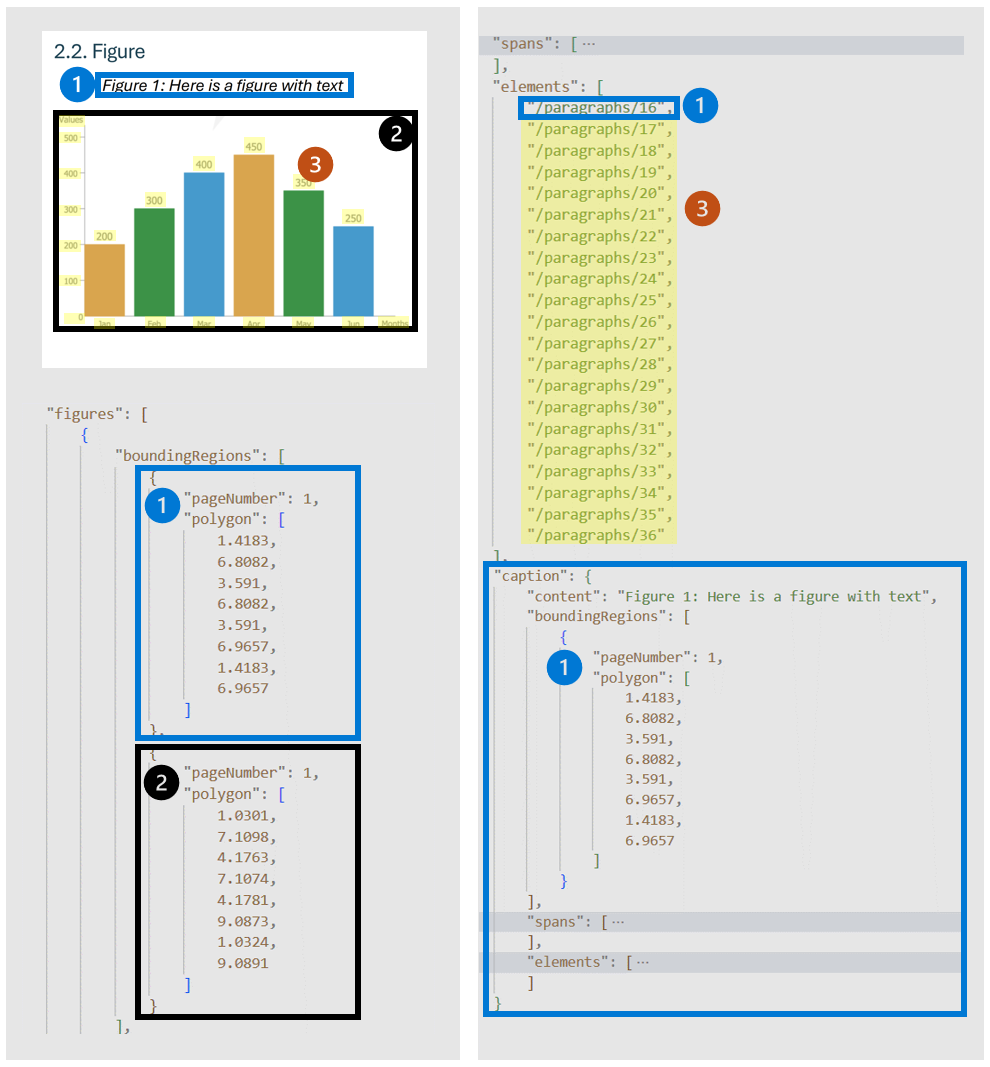 2.2. Figure
1 Figure 1: Here is a figure with text
Values
2
500
450
3
400
400
350
300
300
250
200
200
100
0
Jan Feb Mar Apr May Jun Months
"figures": [
{
"boundingRegions": [
{
1 "pageNumber": 1,
"polygon": [
1.4183,
6.8082,
3.591,
6.8082,
3.591,
6.9657,
1.4183,
6.9657
]
},
{
2 "pageNumber": 1,
"polygon": [
1.0301,
7.1098,
4.1763,
7.1074,
4.1781,
9.0873,
1.0324,
9.0891
]
}
],
"spans": [ ···
],
"elements": [
"/paragraphs/16", 1
"/paragraphs/17",
"/paragraphs/18",
"/paragraphs/19",
"/paragraphs/20",
"/paragraphs/21", 3
"/paragraphs/22",
"/paragraphs/23",
"/paragraphs/24",
"/paragraphs/25",
"/paragraphs/26",
"/paragraphs/27",
"/paragraphs/28",
"/paragraphs/29",
"/paragraphs/30",
"/paragraphs/31",
"/paragraphs/32",
"/paragraphs/33",
"/paragraphs/34",
"/paragraphs/35",
"/paragraphs/36"
],
"caption": {
"content": "Figure 1: Here is a figure with text",
"boundingRegions": [
{
1 "pageNumber": 1,
"polygon": [
1.4183,
6.8082,
3.591,
6.8082,
3.591,
6.9657,
1.4183,
6.9657
]
}
],
"spans": [ ···
],
"elements": [ ···
]
}